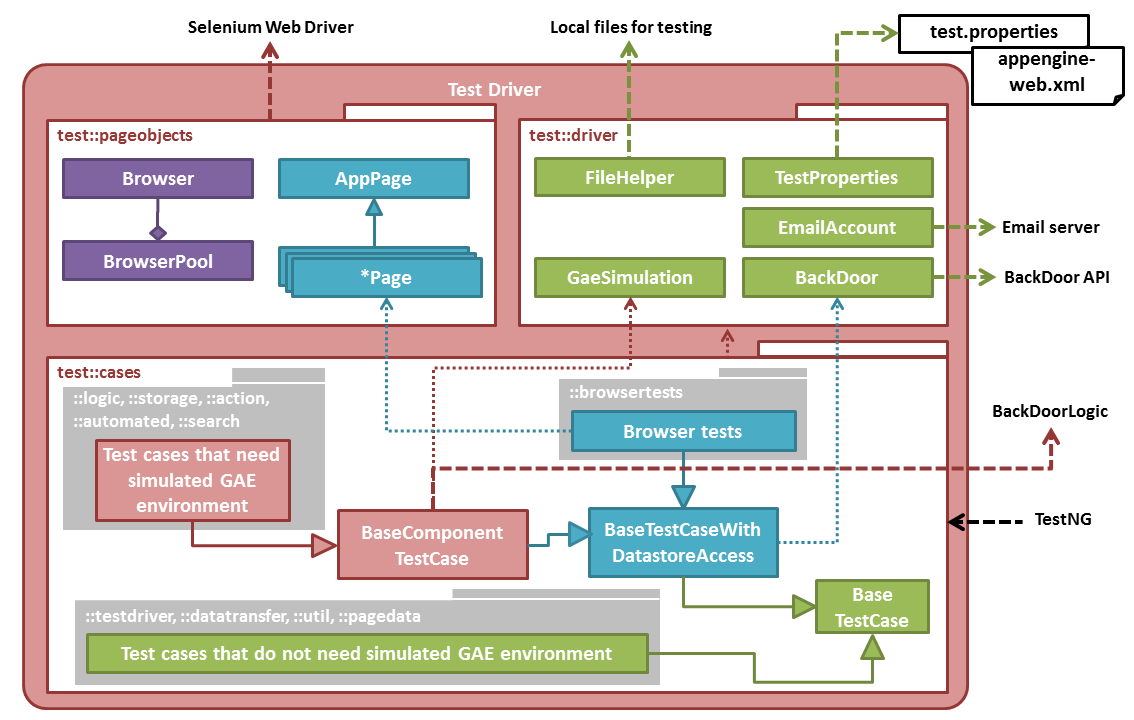 Selenium Web Driver
Local files for testing
test.properties
appengine-
web.xml
Test Driver
test::pageobjects
Browser
AppPage
BrowserPool
*Page
test::driver
FileHelper
TestProperties
EmailAccount
GaeSimulation
BackDoor
Email server
BackDoor API
test::cases
::logic, ::storage, ::action,
::automated, ::search
Test cases that need
simulated GAE
environment
::browsertests
Browser tests
BackDoorLogic
BaseComponent
TestCase
BaseTestCaseWith
DatastoreAccess
TestNG
Base
TestCase
::testdriver, ::datatransfer, ::util, ::pagedata
Test cases that do not need simulated GAE environment